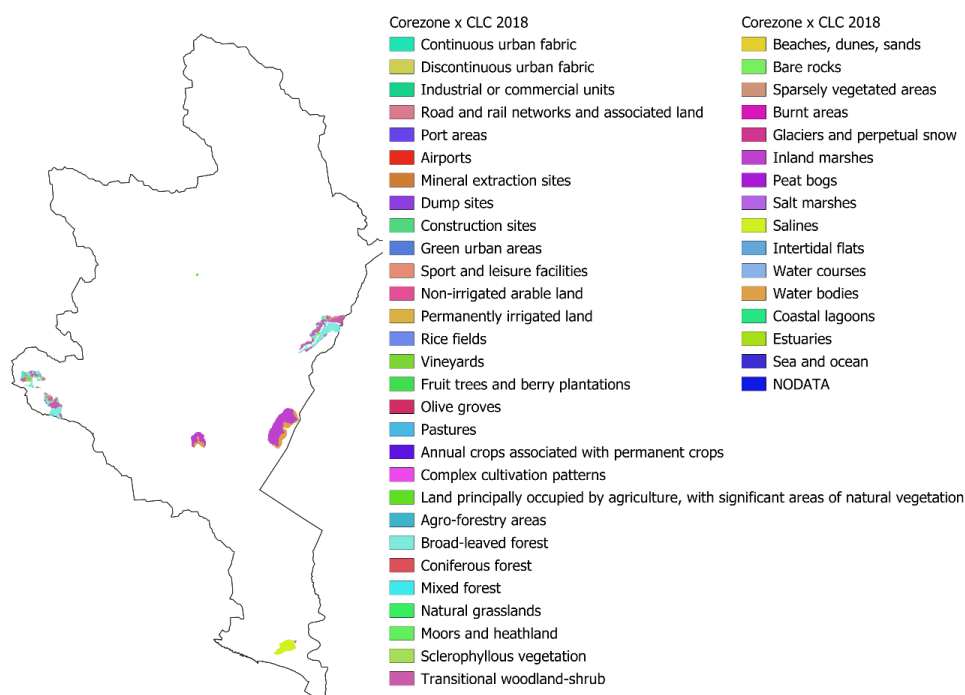 Corezone x CLC 2018
Continuous urban fabric
Discontinuous urban fabric
Industrial or commercial units
Road and rail networks and associated land
Port areas
Airports
Mineral extraction sites
Dump sites
Construction sites
Green urban areas
Sport and leisure facilities
Non-irrigated arable land
Permanently irrigated land
Rice fields
Vineyards
Fruit trees and berry plantations
Olive groves
Pastures
Annual crops associated with permanent crops
Complex cultivation patterns
Land principally occupied by agriculture, with significant areas of natural vegetation
Agro-forestry areas
Broad-leaved forest
Coniferous forest
Mixed forest
Natural grasslands
Moors and heathland
Sclerophyllous vegetation
Transitional woodland-shrub
Corezone x CLC 2018
Beaches, dunes, sands
Bare rocks
Sparsely vegetated areas
Burnt areas
Glaciers and perpetual snow
Inland marshes
Peat bogs
Salt marshes
Salines
Intertidal flats
Water courses
Water bodies
Coastal lagoons
Estuaries
Sea and ocean
NODATA